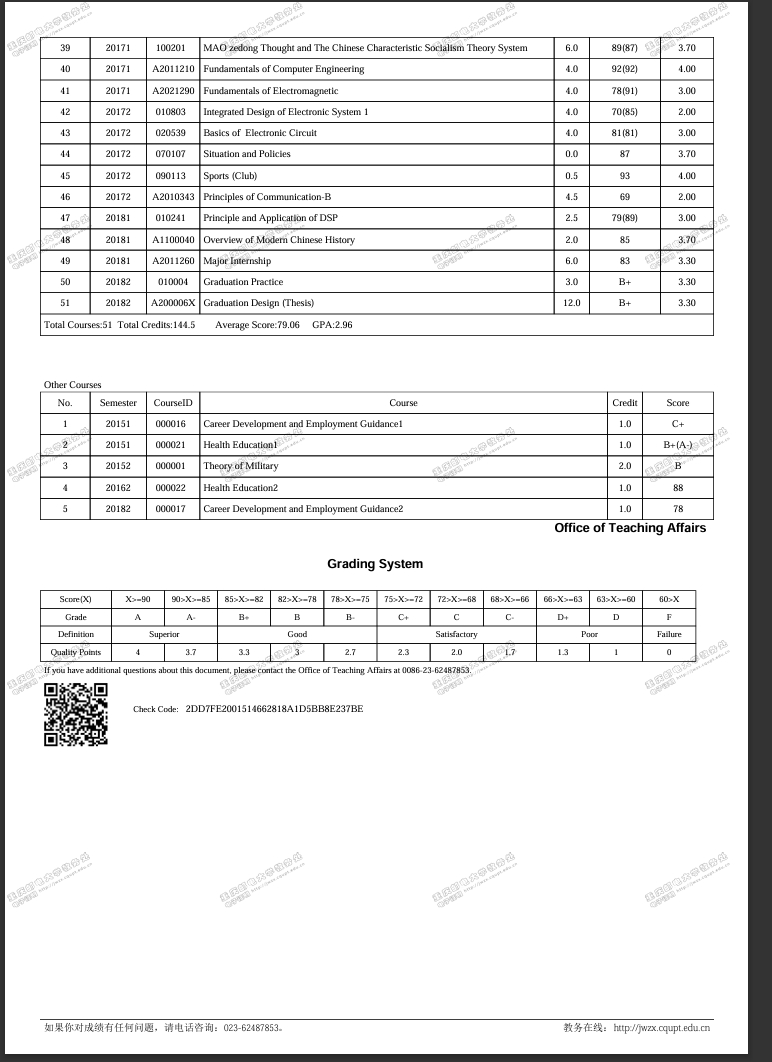 39 20171 100201 MAO zedong Thought and The Chinese Characteristic Socialism Theory System 6.0 89(87) 3.70
40 20171 A2011210 Fundamentals of Computer Engineering 4.0 92(92) 4.00
41 20171 A2021290 Fundamentals of Electromagnetic 4.0 78(91) 3.00
42 20172 010803 Integrated Design of Electronic System 1 4.0 70(85) 2.00
43 20172 020539 Basics of Electronic Circuit 4.0 81(81) 3.00
44 20172 070107 Situation and Policies 0.0 87 3.70
45 20172 090113 Sports (Club) 0.5 93 4.00
46 20172 A2010343 Principles of Communication-B 4.5 69 2.00
47 20181 010241 Principle and Application of DSP 2.5 79(89) 3.00
48 20181 A1100040 Overview of Modern Chinese History 2.0 85 3.70
49 20181 A2011260 Major Internship 6.0 83 3.30
50 20182 010004 Graduation Practice 3.0 B+ 3.30
51 20182 A200006X Graduation Design (Thesis) 12.0 B+ 3.30
Total Courses:51 Total Credits:144.5 Average Score:79.06 GPA:2.96
Other Courses
No. Semester CourseID Course Credit Score
1 20151 000016 Career Development and Employment Guidance1 1.0 C+
2 20151 000021 Health Education1 1.0 B+(A-)
3 20152 000001 Theory of Military 2.0 B
4 20162 000022 Health Education2 1.0 88
5 20182 000017 Career Development and Employment Guidance2 1.0 78
Office of Teaching Affairs
Grading System
Score(X) X>=90 90>X>=85 85>X>=82 82>X>=78 78>X>=75 75>X>=72 72>X>=68 68>X>=66 66>X>=63 63>X>=60 60>X
Grade A A- B+ B B- C+ C C- D+ D F
Definition Superior Good Satisfactory Poor Failure
Quality Points 4 3.7 3.3 3 2.7 2.3 2.0 1.7 1.3 1 0
If you have additional questions about this document, please contact the Office of Teaching Affairs at 0086-23-62487853.
Check Code: 2DD7FE2001514662818A1D5BB8E237BE
如果你对成绩有任何问题，请电话咨询：023-62487853。 教务在线：http://jwzx.cqupt.edu.cn